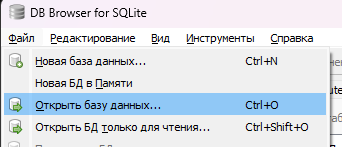 DB Browser for SQLite
Файл Редактирование Вид Инструменты Справка
Новая база данных... Ctrl+N
Новая БД в Памяти
Открыть базу данных... Ctrl+O
Открыть БД только для чтения... Ctrl+Shift+O